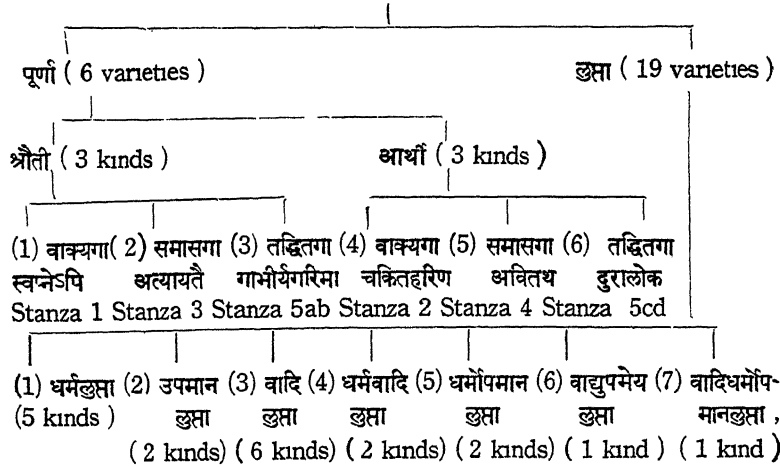 पूर्णा ( 6 varieties ) लुप्ता ( 19 varieties )
श्रौती ( 3 kinds ) आर्थी ( 3 kinds )
(1) वाक्यगा( 2) समासगा (3) तद्धितगा (4) वाक्यगा (5) समासगा (6) तद्धितगा
स्वप्नेऽपि अत्यायतै गाभीर्यगरिमा चकितहरिण अवितथ दुरालोक
Stanza 1 Stanza 3 Stanza 5ab Stanza 2 Stanza 4 Stanza 5cd
(1) धर्मलुप्ता (2) उपमान (3) वादि (4) धर्मवादि (5) धर्मोपमान (6) वाद्युपमेय (7) वादिधर्मोप-
(5 kinds ) लुप्ता लुप्ता लुप्ता लुप्ता लुप्ता मानलुप्ता ,
( 2 kinds) ( 6 kinds) ( 2 kinds) ( 2 kinds) ( 1 kind ) ( 1 kind )